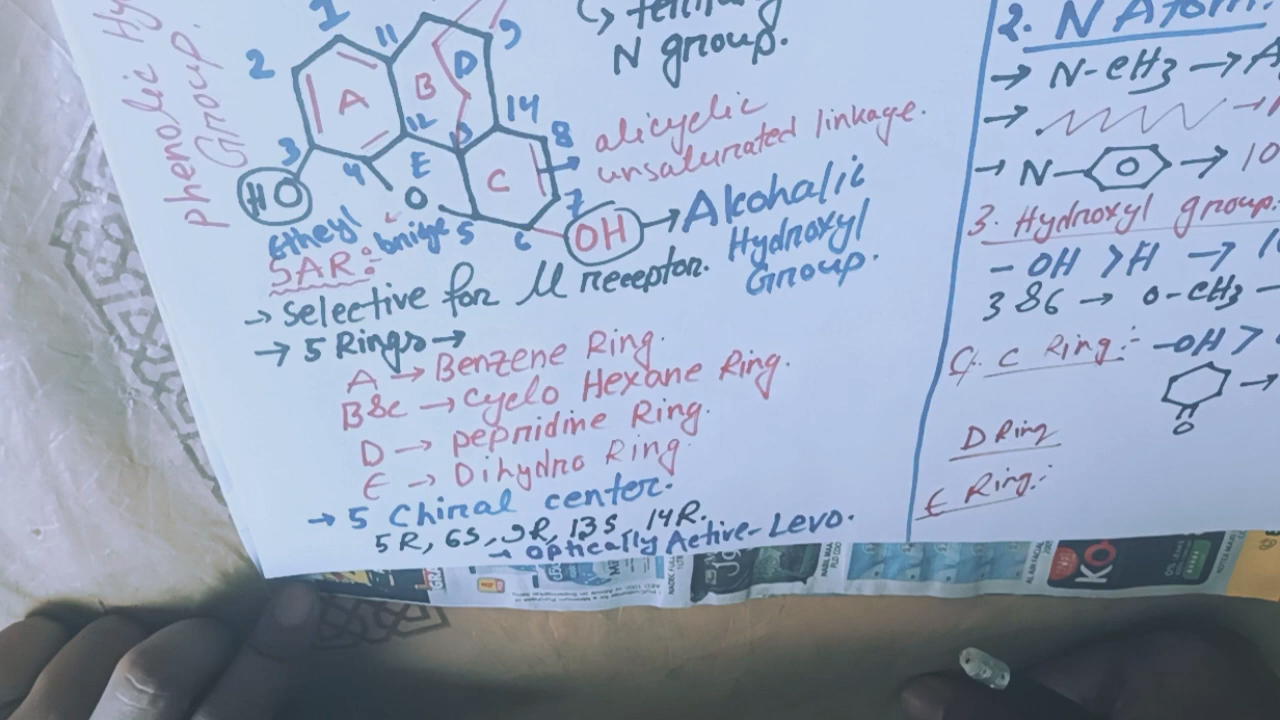 phenolic Hy
Group.
1
2
11
9
A
B
D
3
12
14
8
4
E
C
7
HO
O
5
6
OH
Etheyl bridge
N group.
alicyclic
unsaturated linkage.
Alcohalic
Hydroxyl
Group.
SAR:
→ Selective for μ receptor.
→ 5 Rings →
A → Benzene Ring.
B&C → Cyclo Hexane Ring.
D → pepridine Ring.
E → Dihydro Ring.
→ 5 Chiral center.
5R, 6S, 9R, 13S, 14R.
→ Optically Active-Levo.
2. N Atom.
→ N-CH3 → A
→
→ N → 10
3. Hydroxyl group.
- OH > H →
3 &6 → O-CH3 →
C Ring :- -OH >
O
D Ring
E Ring :-
KO